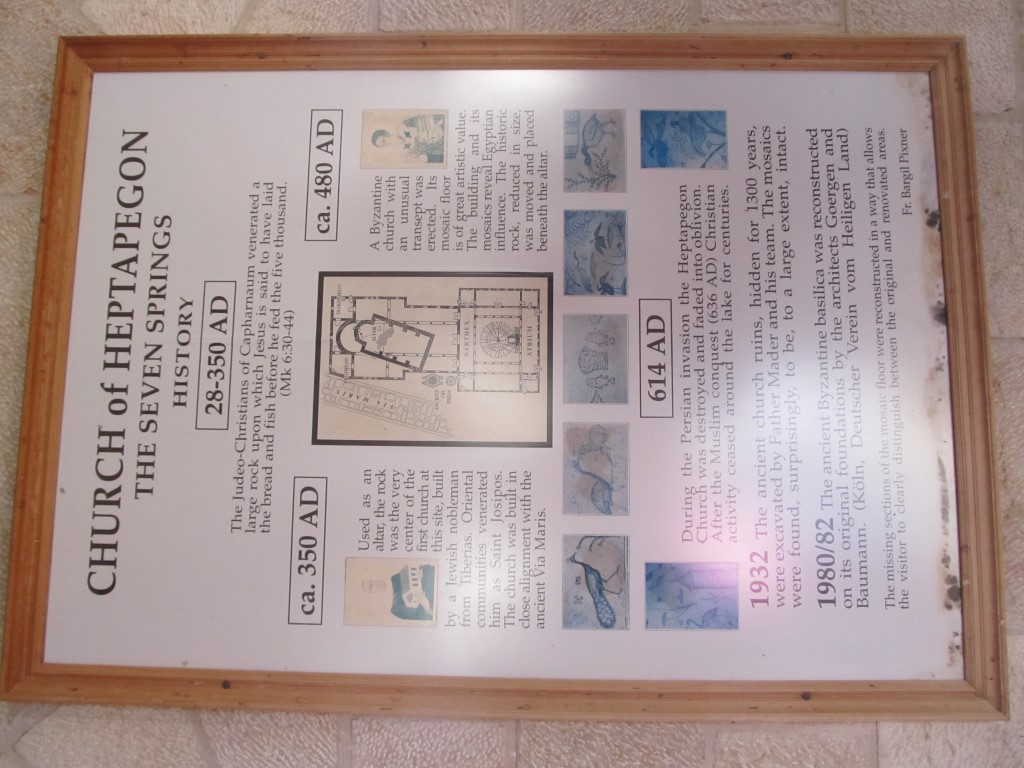 CHURCH of HEPTAPEGON
THE SEVEN SPRINGS
HISTORY
28-350 AD
The Judeo-Christians of Capharnaum venerated a
large rock upon which Jesus is said to have laid
the bread and fish before he fed the five thousand.
(Mk 6:30-44)
ca. 350 AD
Used as an
altar, the rock
was the very
center of the
first church at
this site, built
by a Jewish nobleman
from Tiberias. Oriental
communities venerated
him as Saint Josipos.
The church was built in
close alignment with the
ancient Via Maris.
NARTHEX
ATRIUM
ca. 480 AD
A Byzantine
church with
an unusual
transept was
erected. Its
mosaic floor
is of great artistic value.
The building and its
mosaics reveal Egyptian
influence. The historic
rock, reduced in size,
was moved and placed
beneath the altar.
614 AD
During the Persian invasion the Heptapegon
Church was destroyed and faded into oblivion.
After the Muslim conquest (636 AD) Christian
activity ceased around the lake for centuries.
1932 The ancient church ruins, hidden for 1300 years,
were excavated by Father Mader and his team. The mosaics
were found, surprisingly, to be, to a large extent, intact.
1980/82 The ancient Byzantine basilica was reconstructed
on its original foundations by the architects Goergen and
Baumann. (Köln, Deutscher Verein vom Heiligen Land)
The missing sections of the mosaic floor were reconstructed in a way that allows
the visitor to clearly distinguish between the original and renovated areas.
Fr. Bargil Pixner